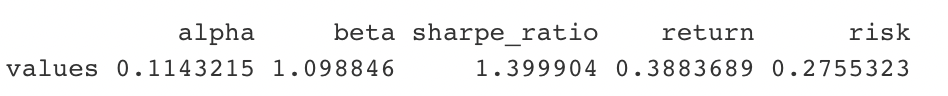 alpha beta sharpe_ratio return risk
values 0.1143215 1.098846 1.399904 0.3883689 0.2755323